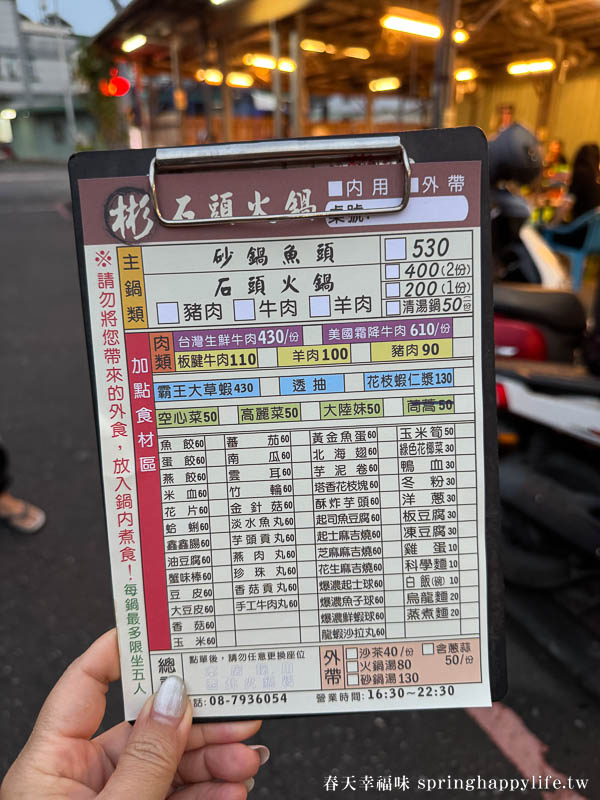 彬 石頭火鍋 內用 外帶
桌號:
※請勿將您帶來的外食，放入鍋內煮食！每鍋最多限坐五人
主鍋類
砂鍋魚頭 530
石頭火鍋 400(2份)
200(1份)
豬肉 牛肉 羊肉 清湯鍋50
加點食材區
肉類
台灣生鮮牛肉430/份 美國霜降牛肉610/份
板腱牛肉110 羊肉100 豬肉90
霸王大草蝦430 透抽 花枝蝦仁漿130
空心菜50 高麗菜50 大陸妹50 茼蒿50
魚餃60 蕃茄60 黃金魚蛋60 玉米筍50
蛋餃60 南瓜60 北海翅60 綠色花椰菜30
燕餃60 雲耳60 芋泥卷60 鴨血30
米血60 竹輪60 塔香花枝塊60 冬粉30
花片60 金針菇60 酥炸芋頭60 洋蔥30
蛤蜊60 淡水魚丸60 起司魚豆腐60 板豆腐30
鑫鑫腸60 芋頭貢丸60 起士麻吉燒60 凍豆腐30
油豆腐60 燕肉丸60 芝麻麻吉燒60 雞蛋10
蟹味棒60 珍珠丸60 花生麻吉燒60 科學麵10
豆皮60 香菇貢丸60 爆濃起士球60 白飯(碗)10
大豆皮60 手工牛肉丸60 爆濃魚子球60 烏龍麵20
香菇60 爆濃鮮蝦球60 蒸煮麵20
玉米60 龍蝦沙拉丸60
總
點單後，請勿任意更換座位
外帶
沙茶40/份 含蔥蒜50/份
火鍋湯80
砂鍋湯130
話:08-7936054 營業時間:16:30~22:30
春天幸福味 springhappylife.tw